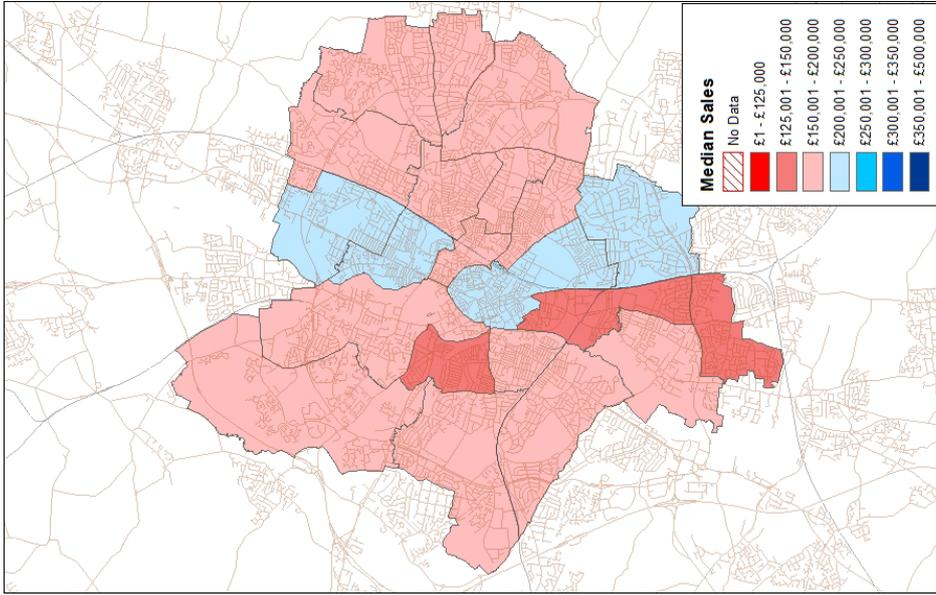 Median Sales
No Data
£1 - £125,000
£125,001 - £150,000
£150,001 - £200,000
£200,001 - £250,000
£250,001 - £300,000
£300,001 - £350,000
£350,001 - £500,000